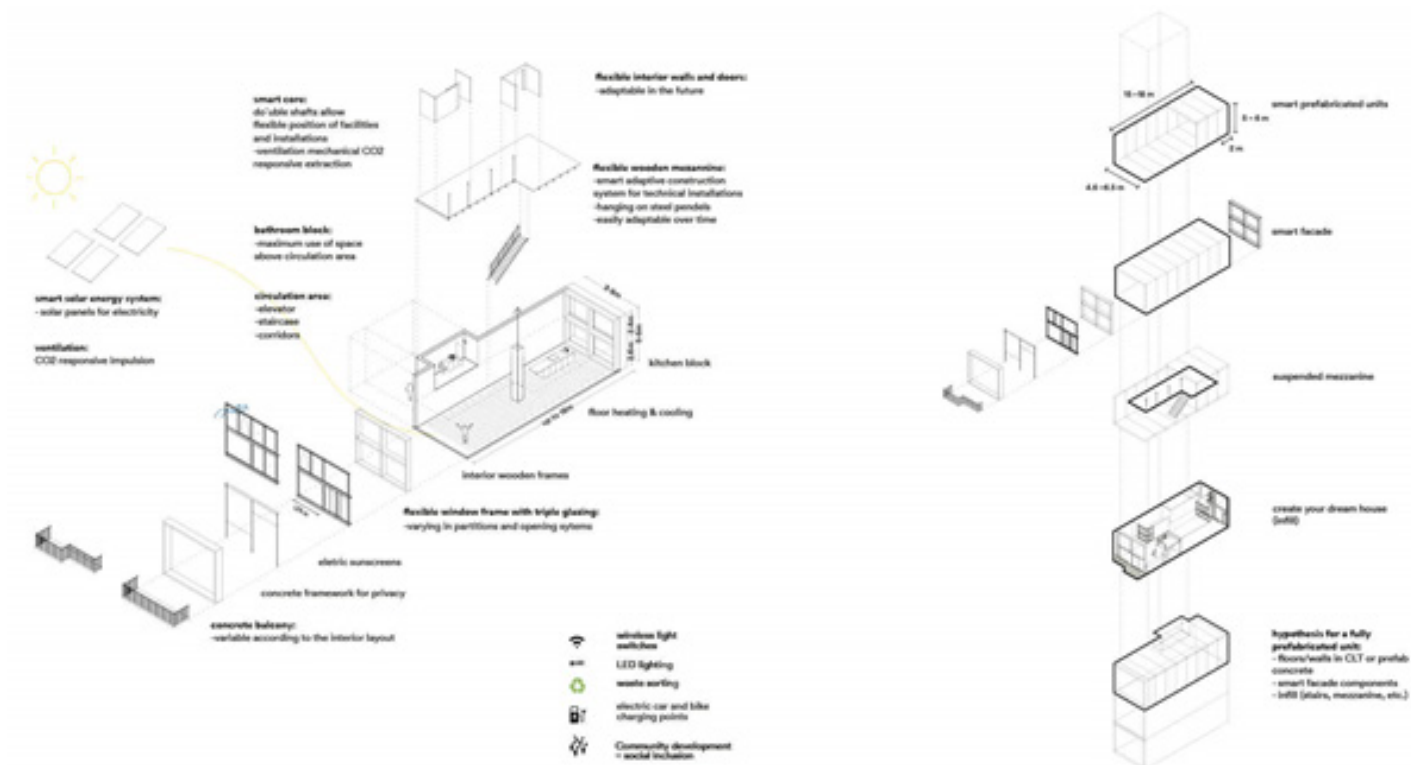 smart core:
do´uble shafts allow
flexible position of facilities
and installations
-ventilation mechanical CO2
responsive extraction
flexible interior walls and doors:
-adaptable in the future
flexible wooden mezannine:
-smart adaptive construction
system for technical installations
-hanging on steel pendels
-easily adaptable over time
bathroom block:
-maximum use of space
above circulation area
circulation area:
-elevator
-staircase
-corridors
smart solar energy system:
- solar panels for electricity
ventilation:
CO2 responsive impulsion
kitchen block
floor heating & cooling
interior wooden frames
flexible window frame with triple glazing:
-varying in partitions and opening sytems
eletric sunscreens
concrete framework for privacy
concrete balcony:
-variable according to the interior layout
wireless light
switches
LED lighting
waste sorting
electric car and bike
charging points
Community development
= social inclusion
smart prefabricated units
smart facade
suspended mezzanine
create your dream house
(infill)
hypothesis for a fully
prefabricated unit:
- floors/walls in CLT or prefab
concrete
- smart facade components
- infill (stairs, mezzanine, etc.)